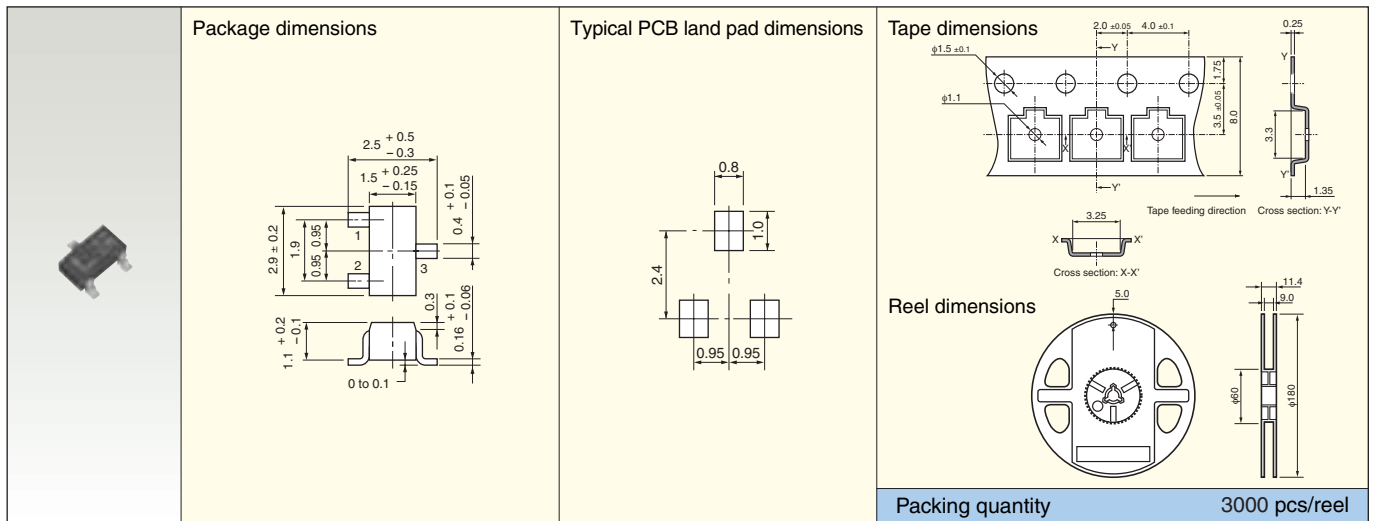 Package dimensions
2.5 + 0.5 − 0.3
1.5 + 0.25 − 0.15
0.4 + 0.1 − 0.05
2.9 ± 0.2
1.9
0.95
0.95
1
2
3
1.1 + 0.2 − 0.1
0.3
0.16 + 0.1 − 0.06
0 to 0.1
Typical PCB land pad dimensions
0.8
1.0
2.4
0.95
0.95
Tape dimensions
2.0 ±0.05
4.0 ±0.1
0.25
φ1.5 ±0.1
Y
Y
1.75
φ1.1
3.5 ±0.05
8.0
3.3
X
X'
Y'
Y'
1.35
Tape feeding direction
Cross section: Y-Y'
3.25
X
X'
Cross section: X-X'
Reel dimensions
5.0
11.4
9.0
φ60
φ180
Packing quantity
3000 pcs/reel